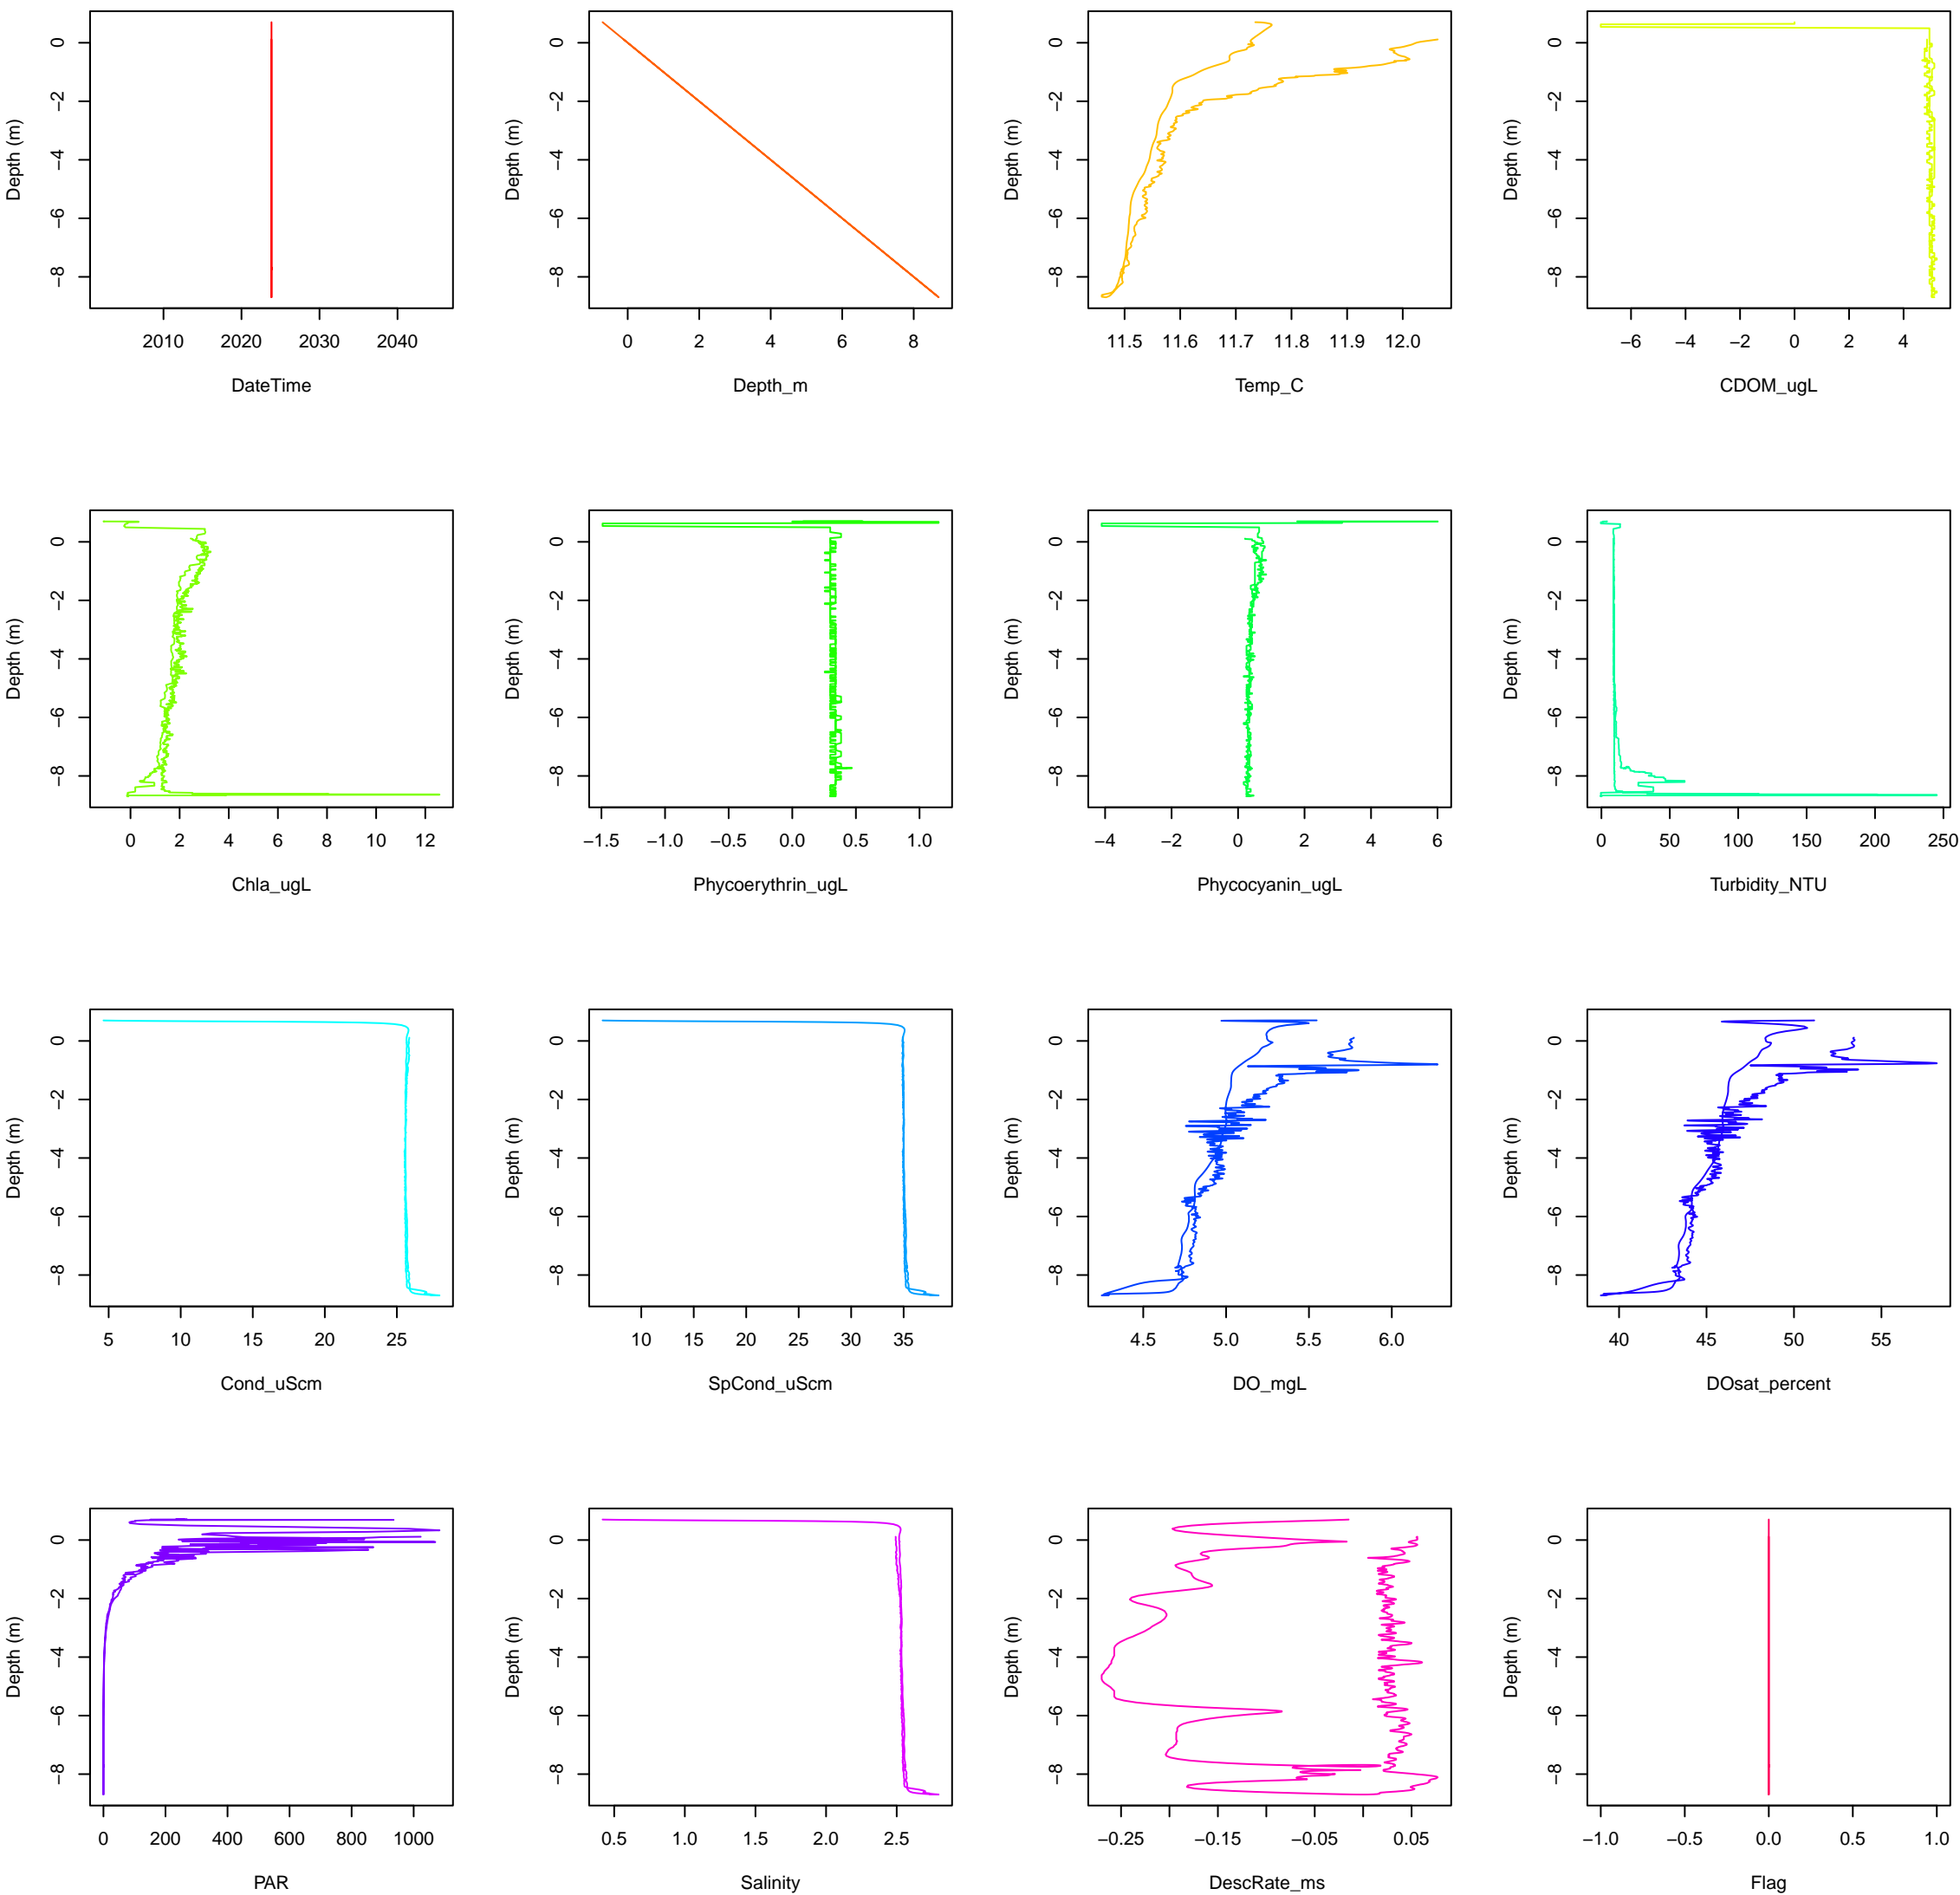 Depth (m)
0
−2
−4
−6
−8
2010 2020 2030 2040
DateTime
Depth (m)
0
−2
−4
−6
−8
0 2 4 6 8
Depth_m
Depth (m)
0
−2
−4
−6
−8
11.5 11.6 11.7 11.8 11.9 12.0
Temp_C
Depth (m)
0
−2
−4
−6
−8
−6 −4 −2 0 2 4
CDOM_ugL
Depth (m)
0
−2
−4
−6
−8
0 2 4 6 8 10 12
Chla_ugL
Depth (m)
0
−2
−4
−6
−8
−1.5 −1.0 −0.5 0.0 0.5 1.0
Phycoerythrin_ugL
Depth (m)
0
−2
−4
−6
−8
−4 −2 0 2 4 6
Phycocyanin_ugL
Depth (m)
0
−2
−4
−6
−8
0 50 100 150 200 250
Turbidity_NTU
Depth (m)
0
−2
−4
−6
−8
5 10 15 20 25
Cond_uScm
Depth (m)
0
−2
−4
−6
−8
10 15 20 25 30 35
SpCond_uScm
Depth (m)
0
−2
−4
−6
−8
4.5 5.0 5.5 6.0
DO_mgL
Depth (m)
0
−2
−4
−6
−8
40 45 50 55
DOsat_percent
Depth (m)
0
−2
−4
−6
−8
0 200 400 600 800 1000
PAR
Depth (m)
0
−2
−4
−6
−8
0.5 1.0 1.5 2.0 2.5
Salinity
Depth (m)
0
−2
−4
−6
−8
−0.25 −0.15 −0.05 0.05
DescRate_ms
Depth (m)
0
−2
−4
−6
−8
−1.0 −0.5 0.0 0.5 1.0
Flag